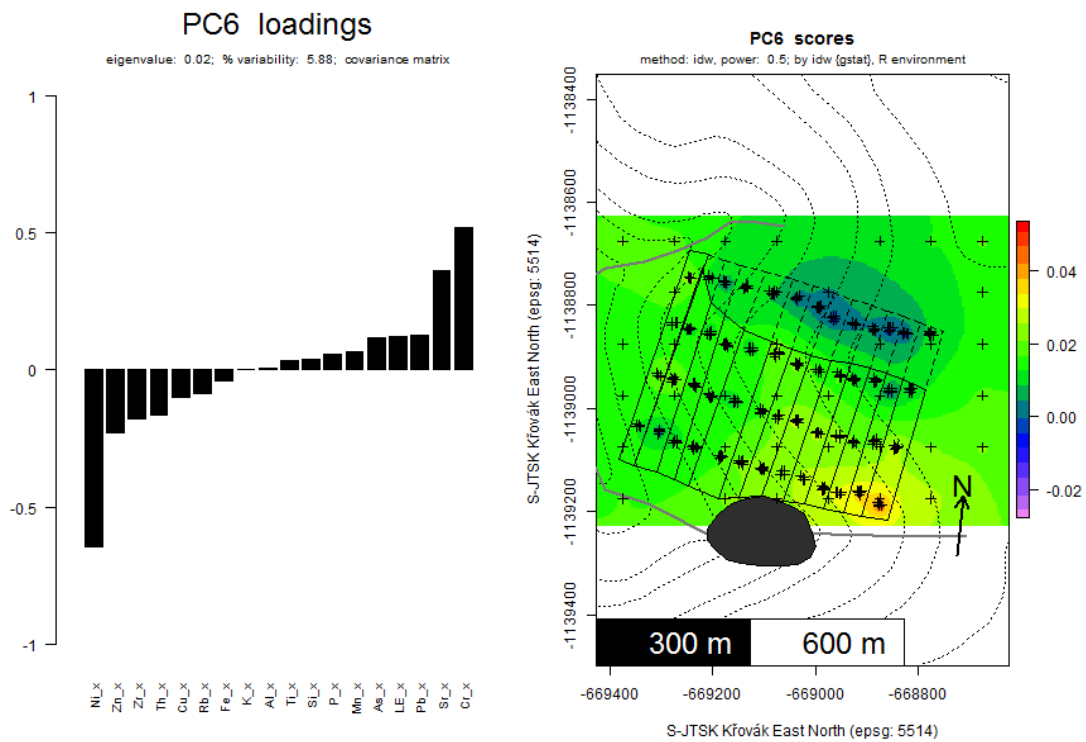 PC6 loadings
eigenvalue: 0.02; % variability: 5.88; covariance matrix
1
0.5
0
-0.5
-1
Ni_x
Zn_x
Zr_x
Th_x
Cu_x
Rb_x
Fe_x
K_x
Al_x
Ti_x
Si_x
P_x
Mn_x
As_x
LE_x
Pb_x
Sr_x
Cr_x
PC6 scores
method: idw, power: 0.5; by idw {gstat}, R environment
S-JTSK Křovák East North (epsg: 5514)
-1138400
-1138600
-1138800
-1139000
-1139200
-1139400
N
300 m
600 m
-669400
-669200
-669000
-668800
S-JTSK Křovák East North (epsg: 5514)
0.04
0.02
0.00
-0.02